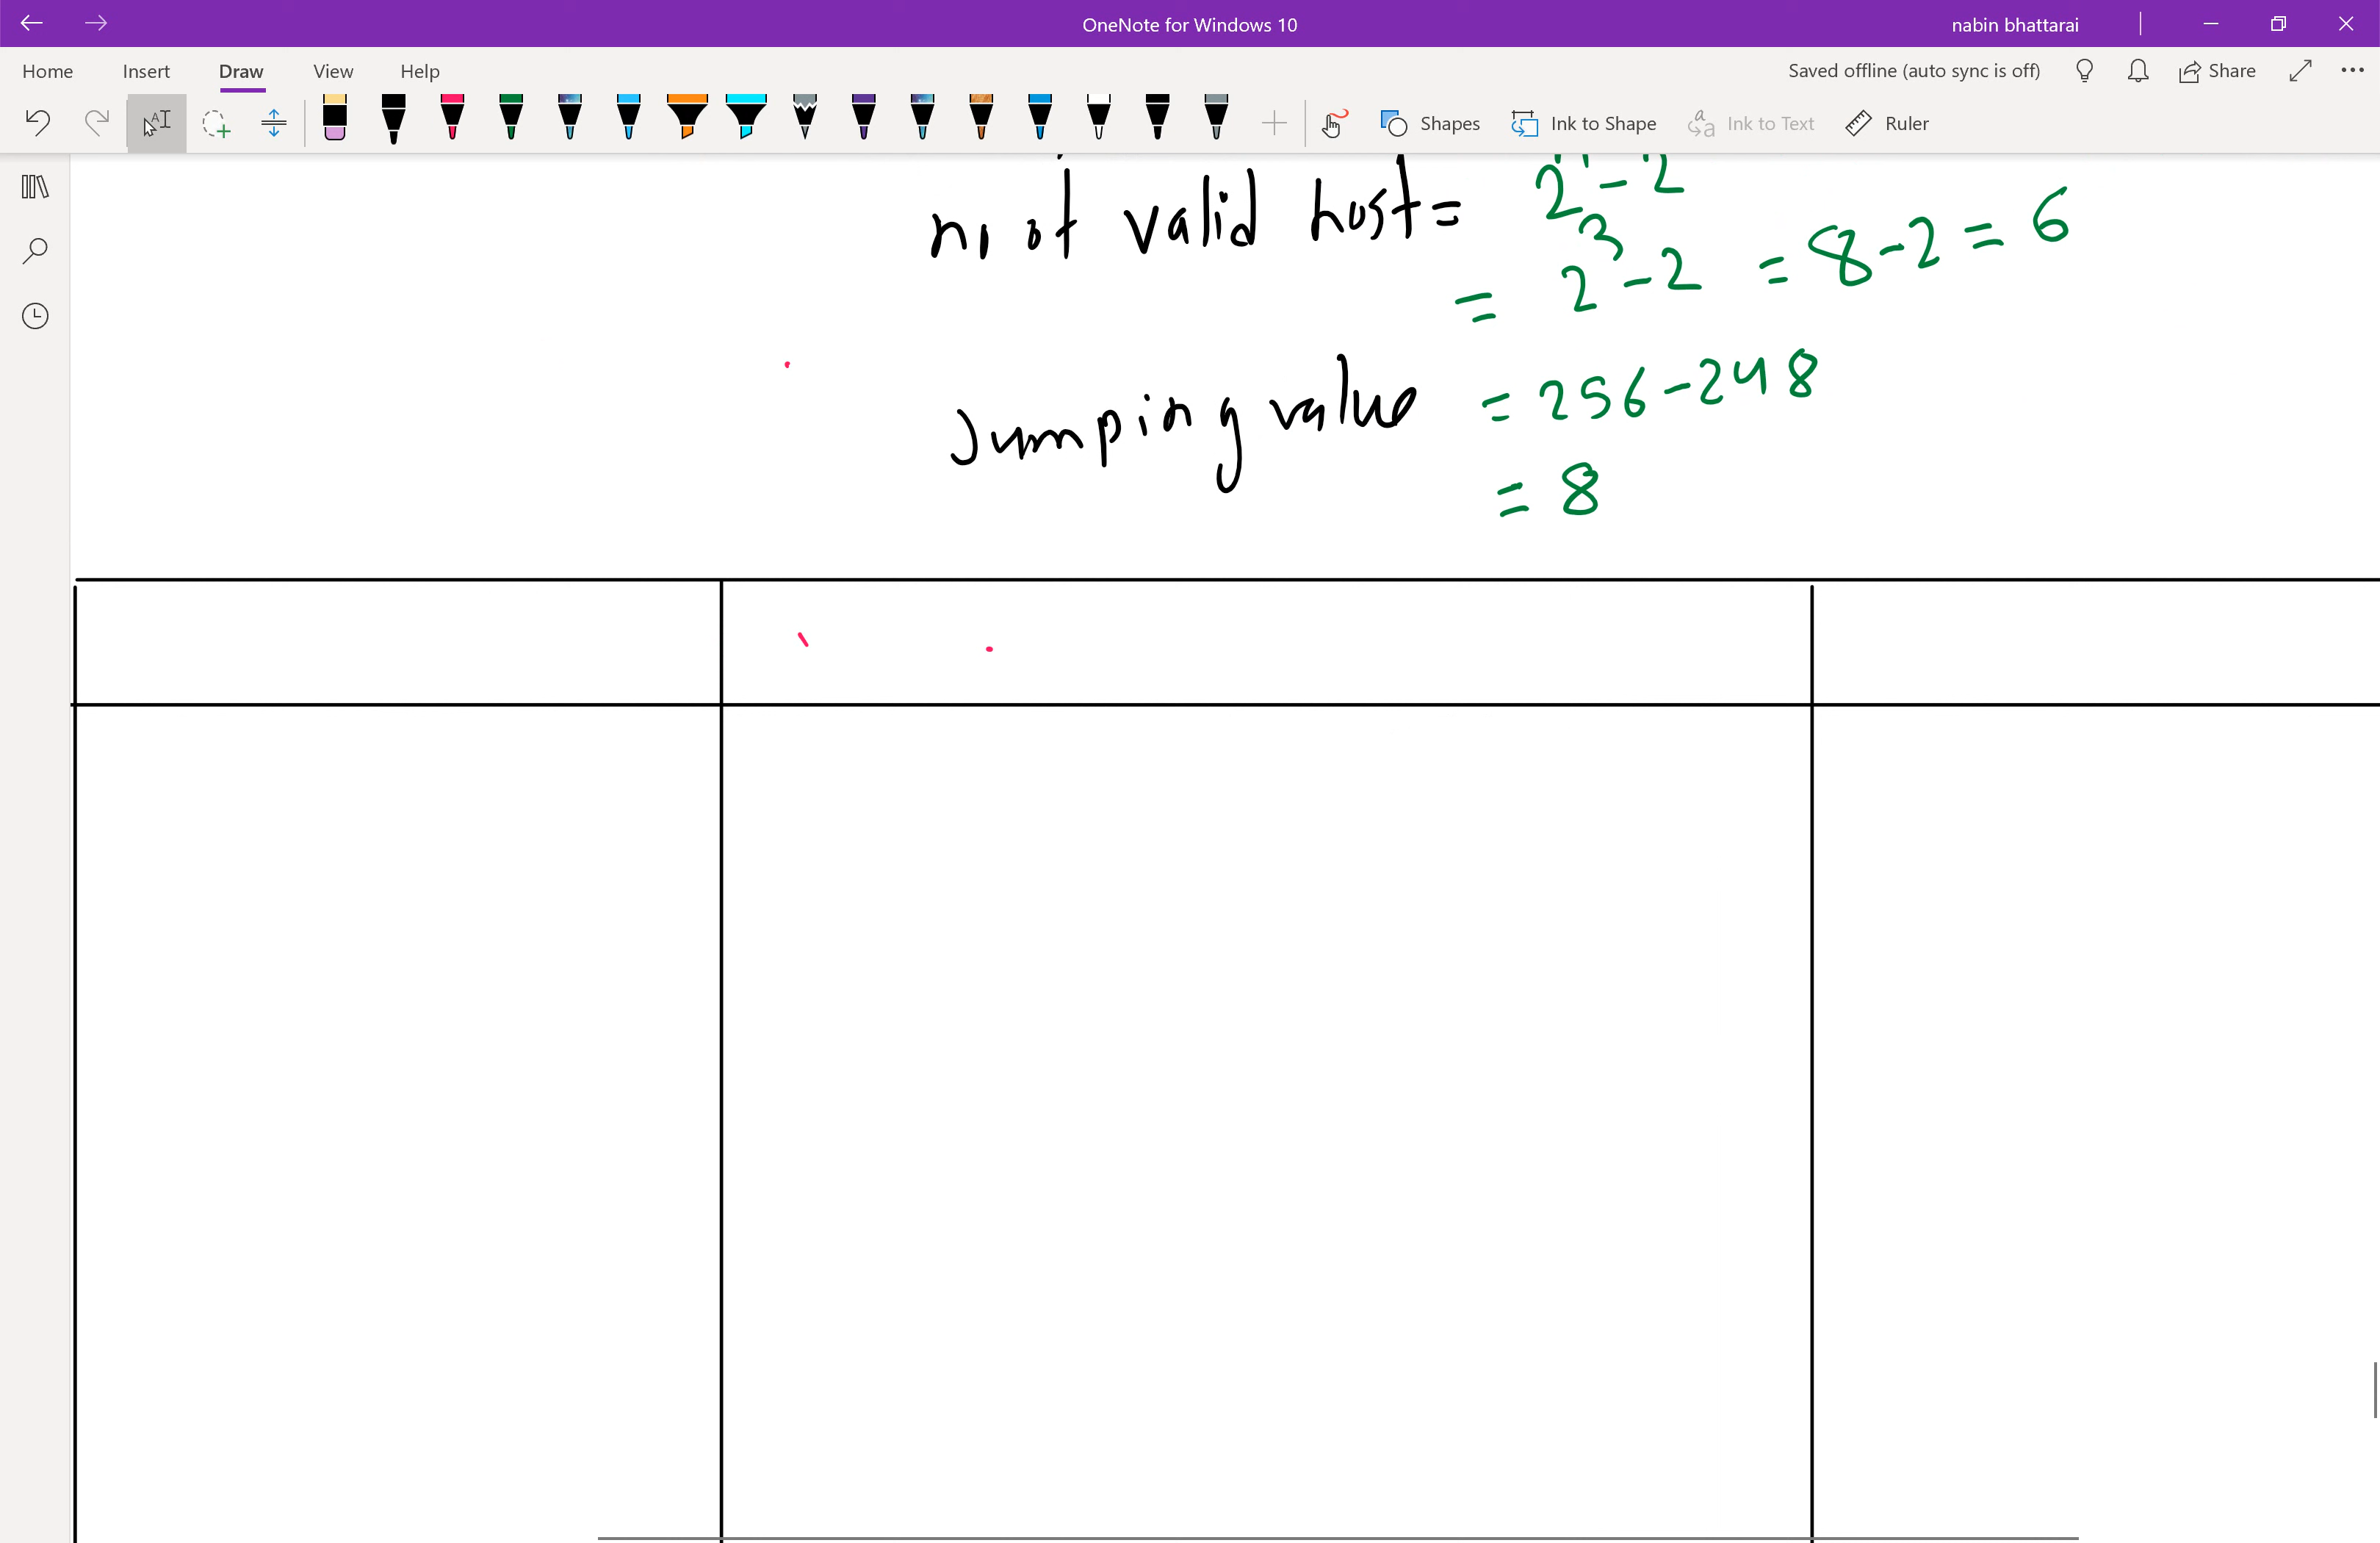 OneNote for Windows 10
nabin bhattarai
Home Insert Draw View Help
Saved offline (auto sync is off) Share
Shapes Ink to Shape Ink to Text Ruler
n, of valid host = 2ⁿ-2
= 2³-2 = 8-2 = 6
Jumping value = 256-248
= 8